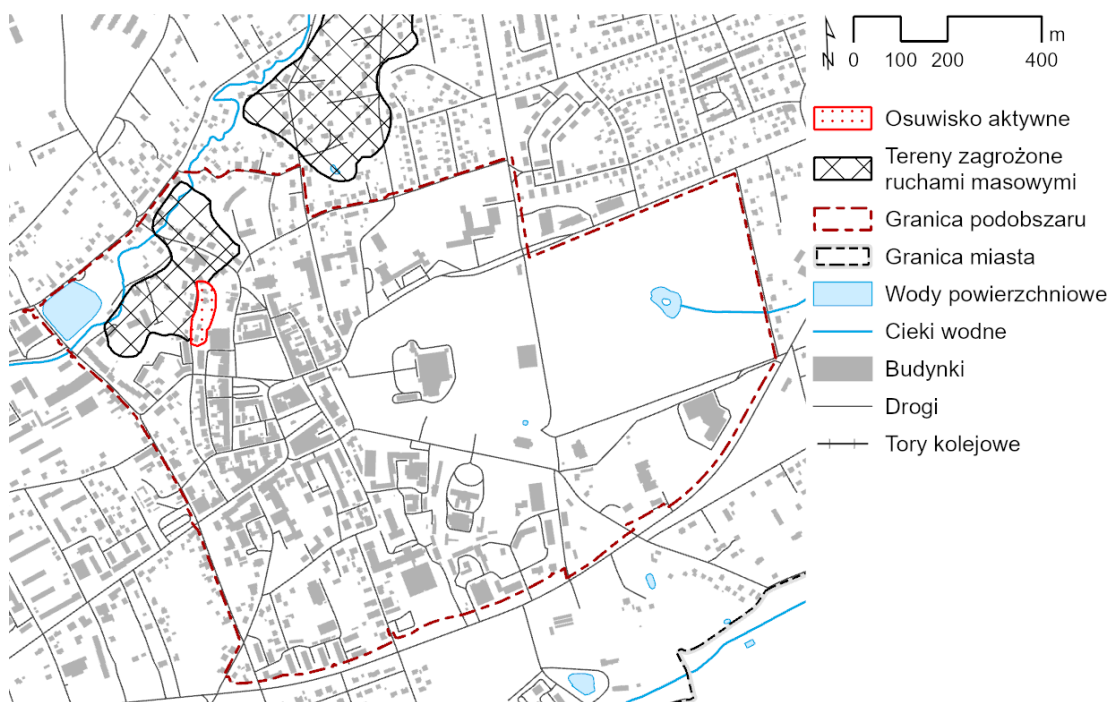 N
0 100 200 400 m
Osuwisko aktywne
Tereny zagrożone
ruchami masowymi
Granica podobszaru
Granica miasta
Wody powierzchniowe
Cieki wodne
Budynki
Drogi
Tory kolejowe